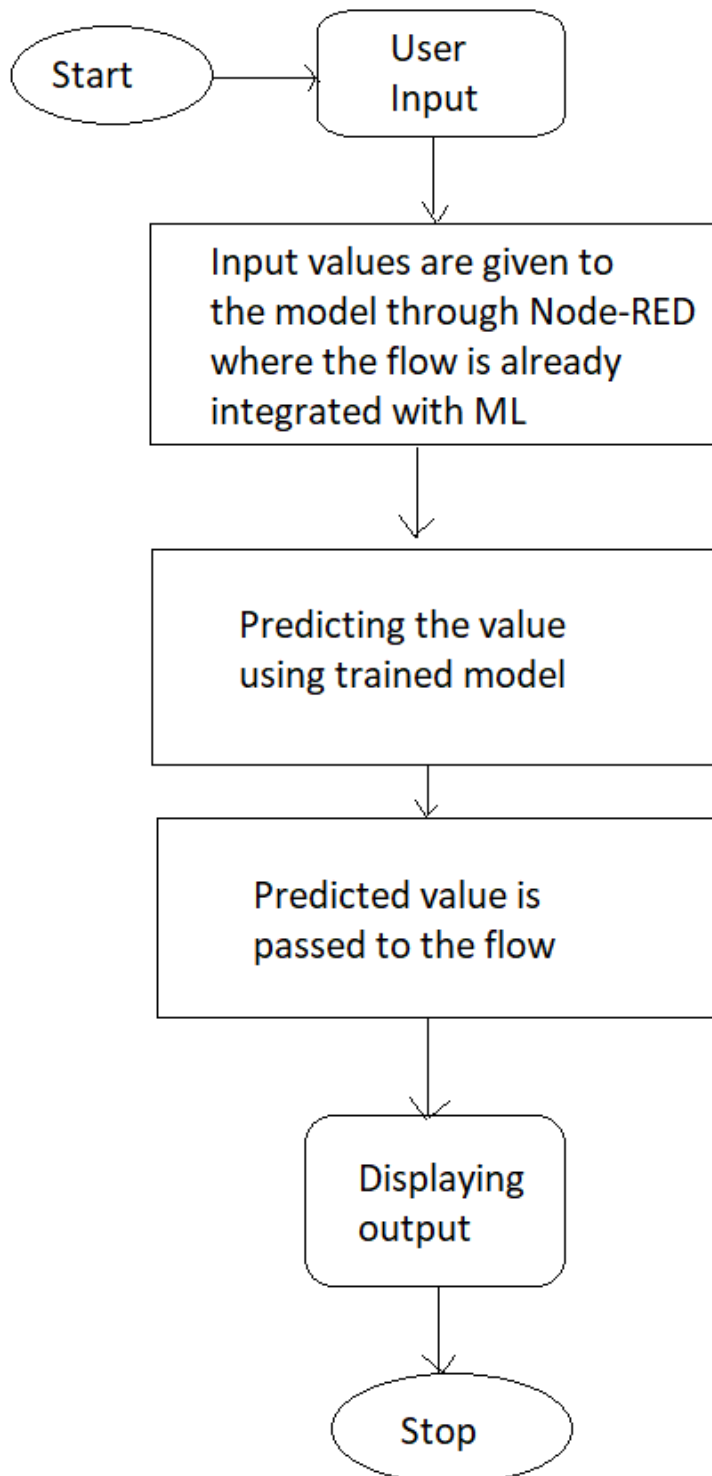 Start
User
Input
Input values are given to
the model through Node-RED
where the flow is already
integrated with ML
Predicting the value
using trained model
Predicted value is
passed to the flow
Displaying
output
Stop